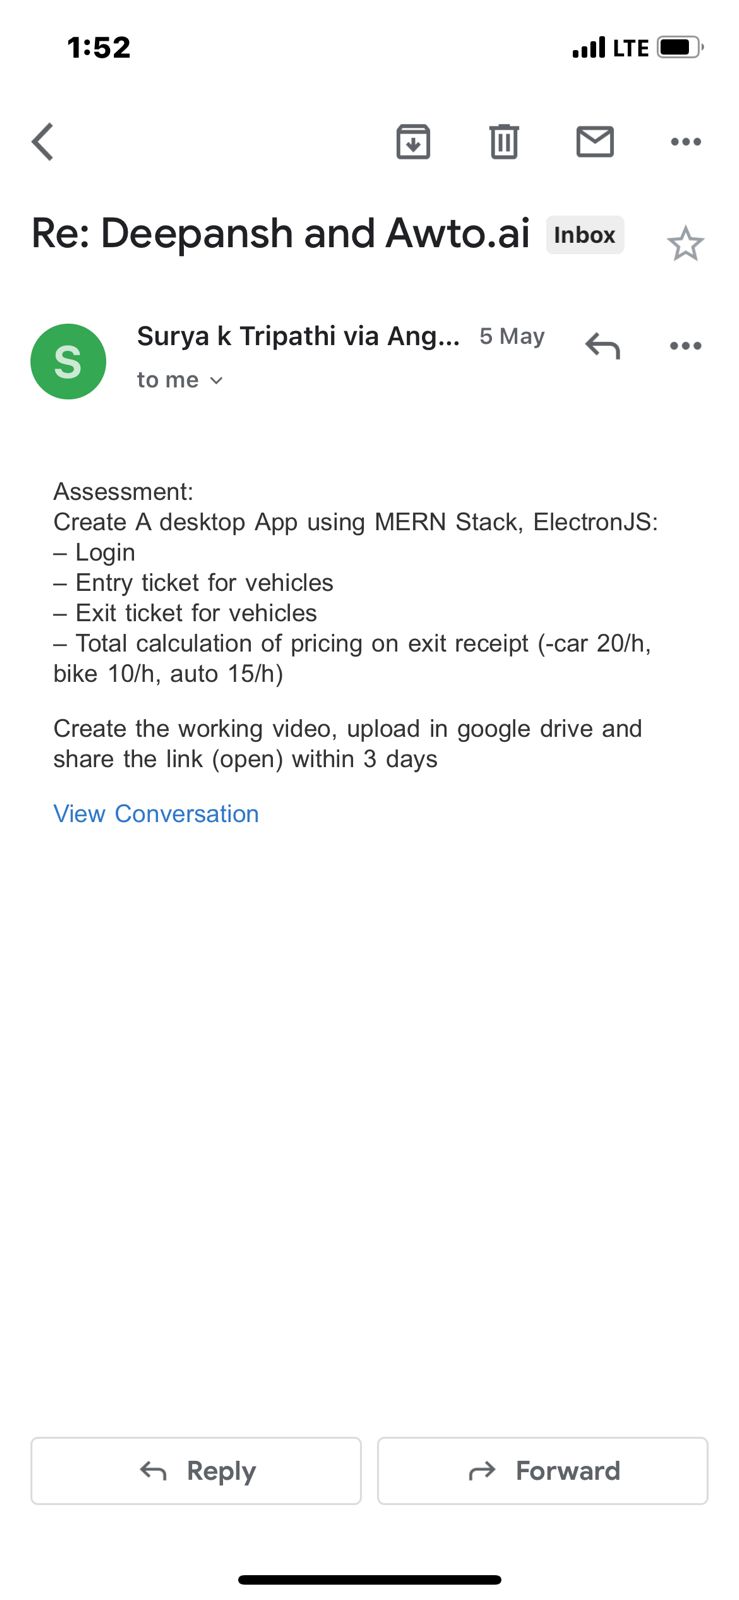 1:52
LTE
Re: Deepansh and Awto.ai Inbox
S
Surya k Tripathi via Ang... 5 May
to me
Assessment:
Create A desktop App using MERN Stack, ElectronJS:
– Login
– Entry ticket for vehicles
– Exit ticket for vehicles
– Total calculation of pricing on exit receipt (-car 20/h,
bike 10/h, auto 15/h)
Create the working video, upload in google drive and
share the link (open) within 3 days
View Conversation
Reply
Forward